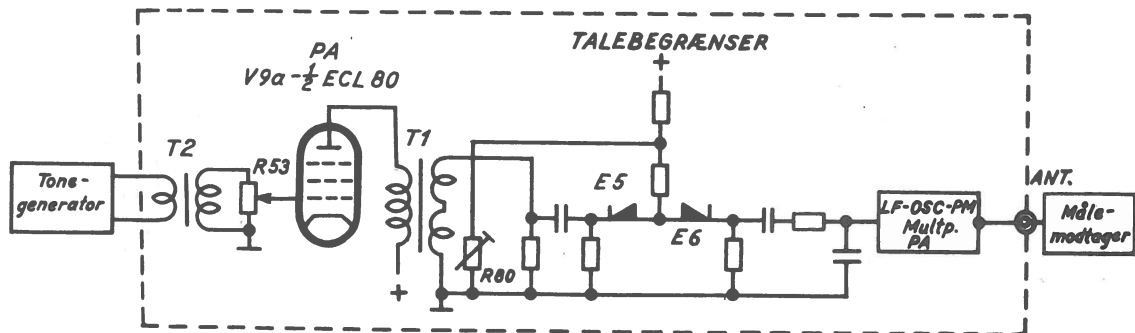 TALEBEGRÆNSER
+
PA
V9a-½ ECL 80
T2
R53
T1
E5
E6
R80
+
Tone-
generator
LF-OSC-PM
Multp.
PA
ANT.
Måle-
modtager